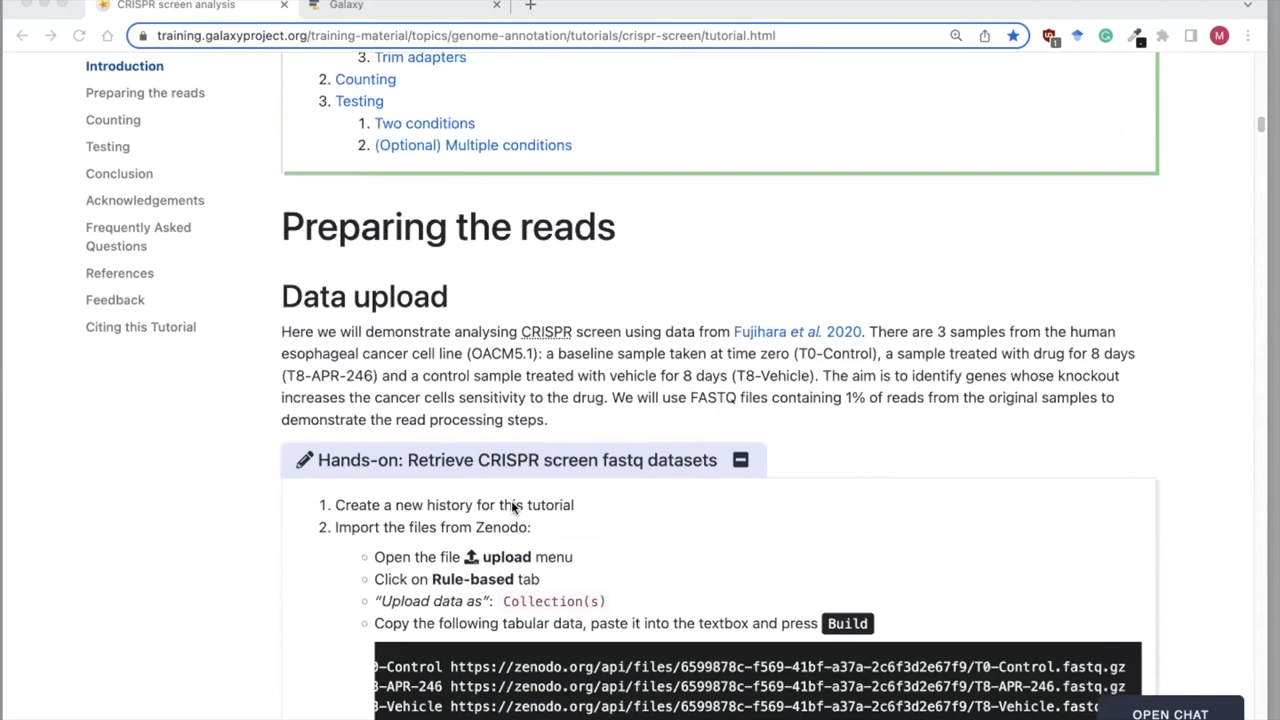 CRISPR screen analysis
Galaxy
training.galaxyproject.org/training-material/topics/genome-annotation/tutorials/crispr-screen/tutorial.html
1
M
Introduction
Preparing the reads
Counting
Testing
Conclusion
Acknowledgements
Frequently Asked
Questions
References
Feedback
Citing this Tutorial
3. Trim adapters
2. Counting
3. Testing
1. Two conditions
2. (Optional) Multiple conditions
Preparing the reads
Data upload
Here we will demonstrate analysing CRISPR screen using data from Fujihara et al. 2020. There are 3 samples from the human
esophageal cancer cell line (OACM5.1): a baseline sample taken at time zero (T0-Control), a sample treated with drug for 8 days
(T8-APR-246) and a control sample treated with vehicle for 8 days (T8-Vehicle). The aim is to identify genes whose knockout
increases the cancer cells sensitivity to the drug. We will use FASTQ files containing 1% of reads from the original samples to
demonstrate the read processing steps.
Hands-on: Retrieve CRISPR screen fastq datasets
1. Create a new history for this tutorial
2. Import the files from Zenodo:
Open the file upload menu
Click on Rule-based tab
“Upload data as”: Collection(s)
Copy the following tabular data, paste it into the textbox and press Build
0-Control https://zenodo.org/api/files/6599878c-f569-41bf-a37a-2c6f3d2e67f9/T0-Control.fastq.gz
8-APR-246 https://zenodo.org/api/files/6599878c-f569-41bf-a37a-2c6f3d2e67f9/T8-APR-246.fastq.gz
8-Vehicle https://zenodo.org/api/files/6599878c-f569-41bf-a37a-2c6f3d2e67f9/T8-Vehicle.fastq.gz
OPEN CHAT